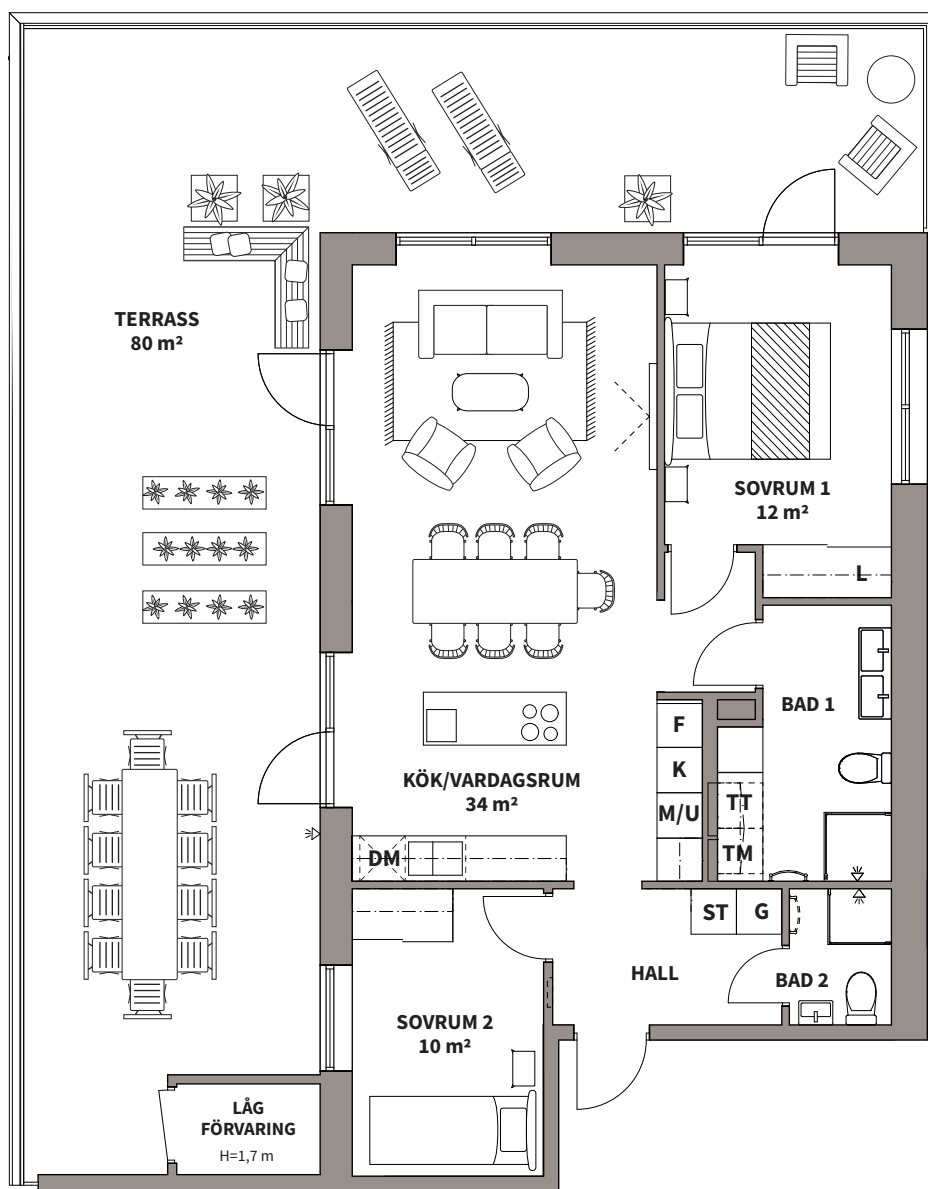 TERRASS
80 m²
SOVRUM 1
12 m²
L
BAD 1
F
K
KÖK/VARDAGSRUM
34 m²
M/U
TT
TM
DM
ST
G
HALL
BAD 2
SOVRUM 2
10 m²
LÅG
FÖRVARING
H=1,7 m